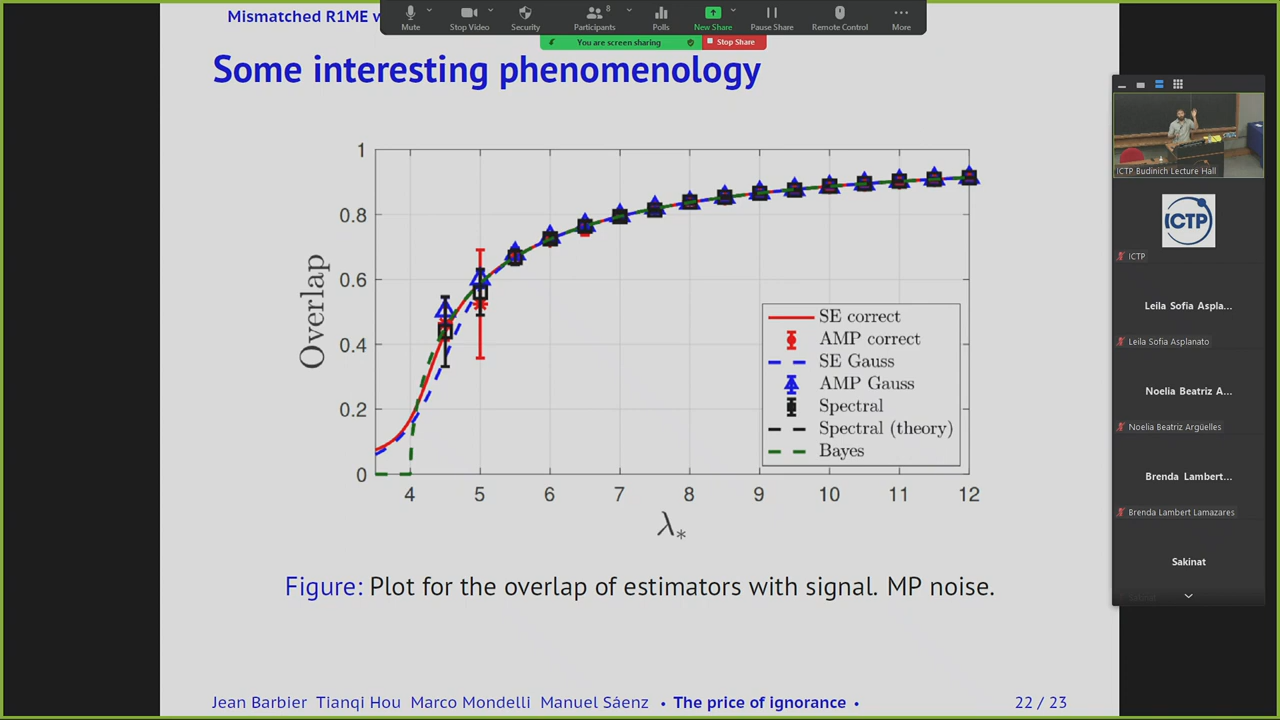 Mismatched R1ME w
Mute
Stop Video
Security
8
Participants
Polls
New Share
Pause Share
Remote Control
More
You are screen sharing
Stop Share
Some interesting phenomenology
1
0.8
0.6
0.4
0.2
0
Overlap
4 5 6 7 8 9 10 11 12
λ*
SE correct
AMP correct
SE Gauss
AMP Gauss
Spectral
Spectral (theory)
Bayes
Figure: Plot for the overlap of estimators with signal. MP noise.
Jean Barbier Tianqi Hou Marco Mondelli Manuel Sáenz • The price of ignorance •
22 / 23
ICTP Budinich Lecture Hall
ICTP
ICTP
Leila Sofia Aspla...
Leila Sofia Asplanato
Noelia Beatriz A...
Noelia Beatriz Argüelles
Brenda Lambert...
Brenda Lambert Lamazares
Sakinat